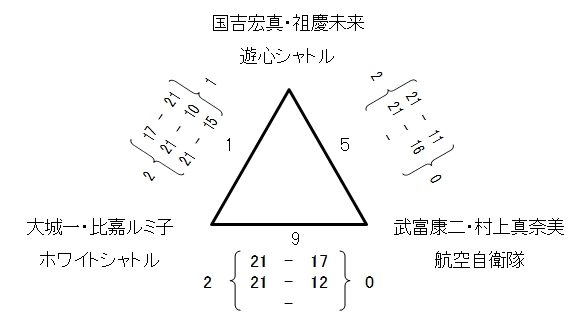 国吉宏真・祖慶未来
遊心シャトル
1
17 - 21
21 - 10
21 - 15
2
2
21 - 11
21 - 16
-
0
1
5
9
大城一・比嘉ルミ子
ホワイトシャトル
武富康二・村上真奈美
航空自衛隊
2
21 - 17
21 - 12
-
0